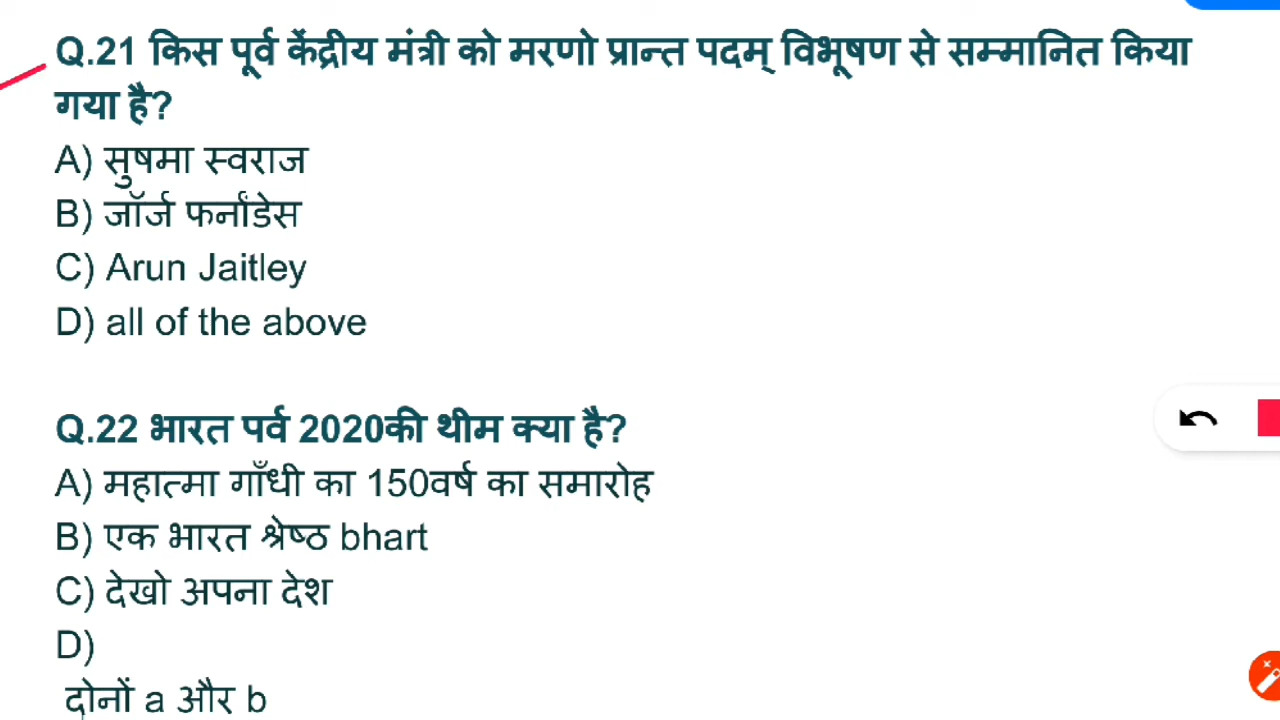 Q.21 किस पूर्व केंद्रीय मंत्री को मरणो प्रान्त पदम् विभूषण से सम्मानित किया
गया है?
A) सुषमा स्वराज
B) जॉर्ज फर्नांडेस
C) Arun Jaitley
D) all of the above
Q.22 भारत पर्व 2020की थीम क्या है?
A) महात्मा गाँधी का 150वर्ष का समारोह
B) एक भारत श्रेष्ठ bhart
C) देखो अपना देश
D)
दोनों a और b